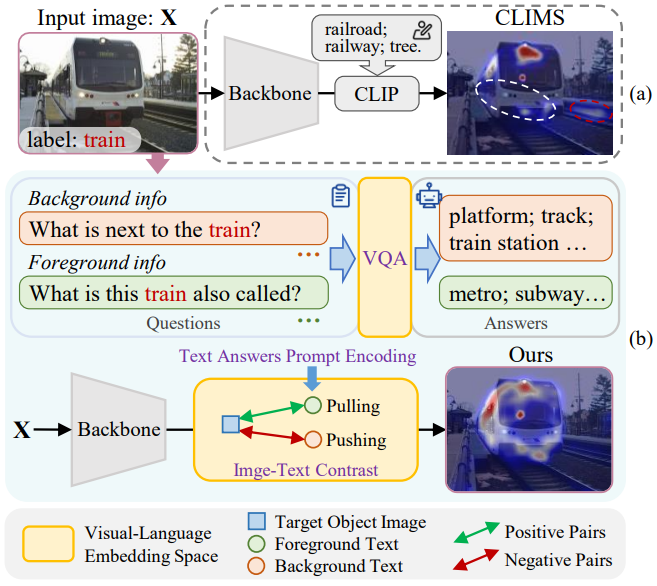 Input image: X
label: train
Backbone
railroad;
railway; tree.
CLIP
CLIMS
(a)
Background info
What is next to the train?
...
Foreground info
What is this train also called?
...
Questions
VQA
platform; track;
train station ...
metro; subway...
Answers
(b)
Text Answers Prompt Encoding
X
Backbone
Pulling
Pushing
Imge-Text Contrast
Ours
Visual-Language
Embedding Space
Target Object Image
Foreground Text
Background Text
Positive Pairs
Negative Pairs